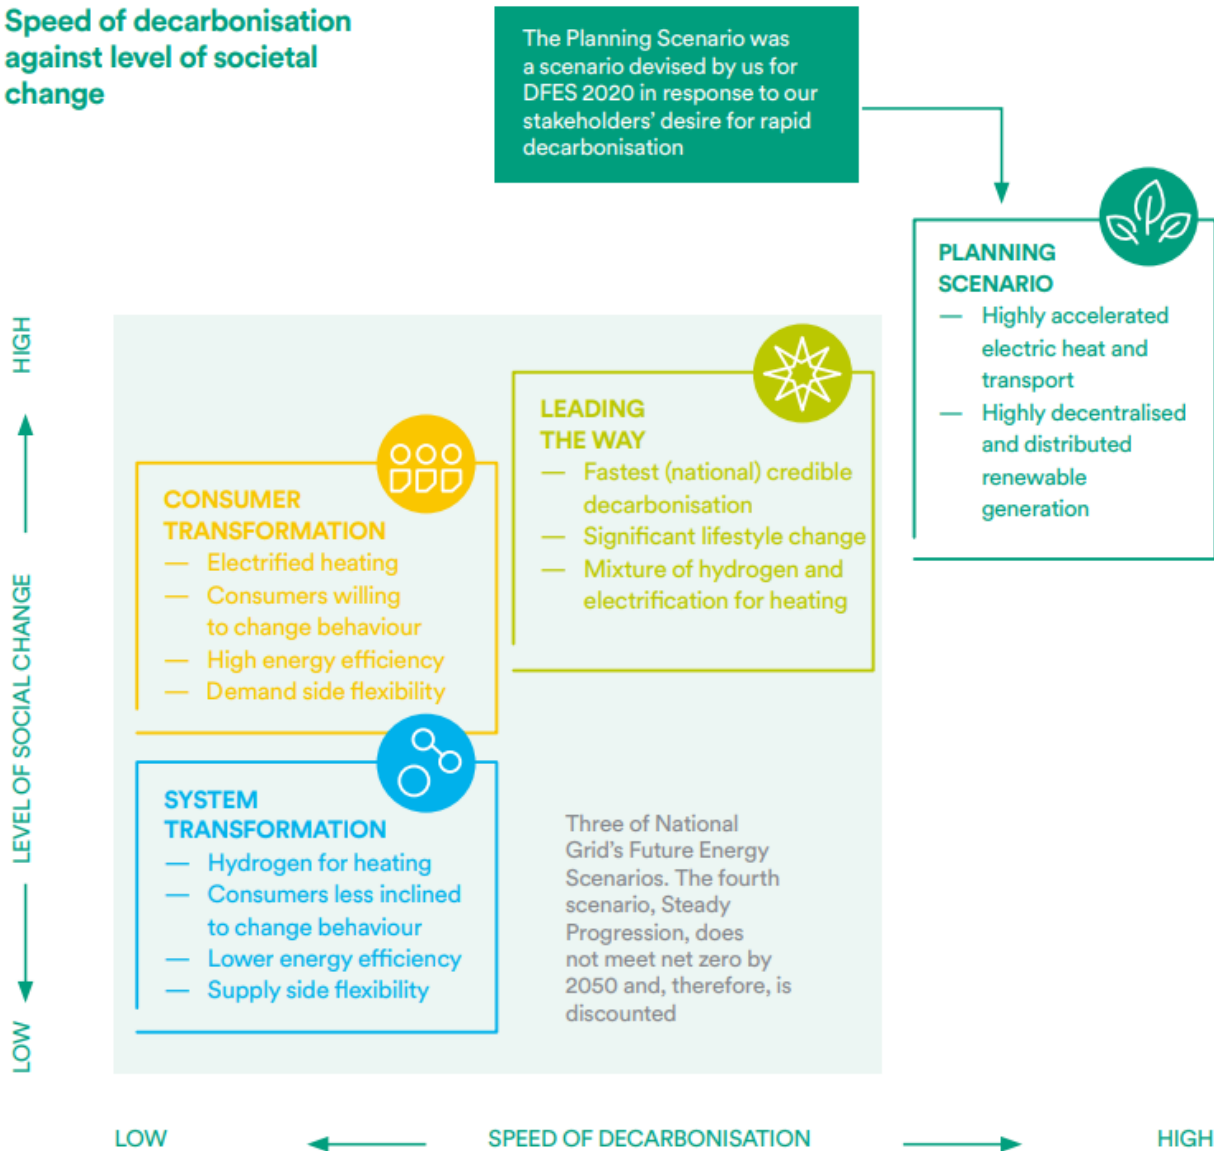 Speed of decarbonisation
against level of societal
change
The Planning Scenario was
a scenario devised by us for
DFES 2020 in response to our
stakeholders' desire for rapid
decarbonisation
PLANNING
SCENARIO
— Highly accelerated
electric heat and
transport
— Highly decentralised
and distributed
renewable
generation
HIGH
LEVEL OF SOCIAL CHANGE
LOW
LEADING
THE WAY
— Fastest (national) credible
decarbonisation
— Significant lifestyle change
— Mixture of hydrogen and
electrification for heating
CONSUMER
TRANSFORMATION
— Electrified heating
— Consumers willing
to change behaviour
— High energy efficiency
— Demand side flexibility
SYSTEM
TRANSFORMATION
— Hydrogen for heating
— Consumers less inclined
to change behaviour
— Lower energy efficiency
— Supply side flexibility
Three of National
Grid's Future Energy
Scenarios. The fourth
scenario, Steady
Progression, does
not meet net zero by
2050 and, therefore, is
discounted
LOW
SPEED OF DECARBONISATION
HIGH